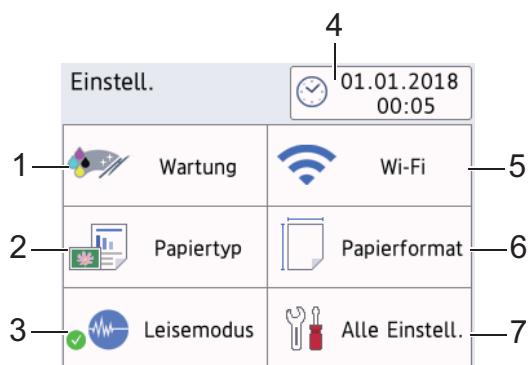 4
Einstell.
01.01.2018
00:05
1
Wartung
Wi-Fi
5
2
Papiertyp
Papierformat
6
3
Leisemodus
Alle Einstell.
7